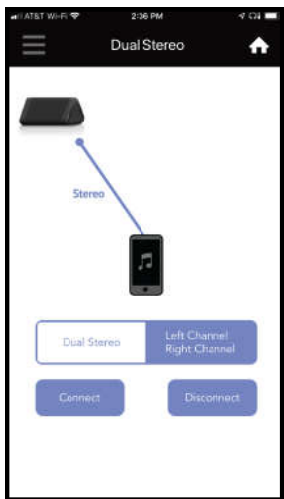 AT&T Wi-Fi 2:36 PM
Dual Stereo
Stereo
Dual Stereo
Left Channel
Right Channel
Connect
Disconnect